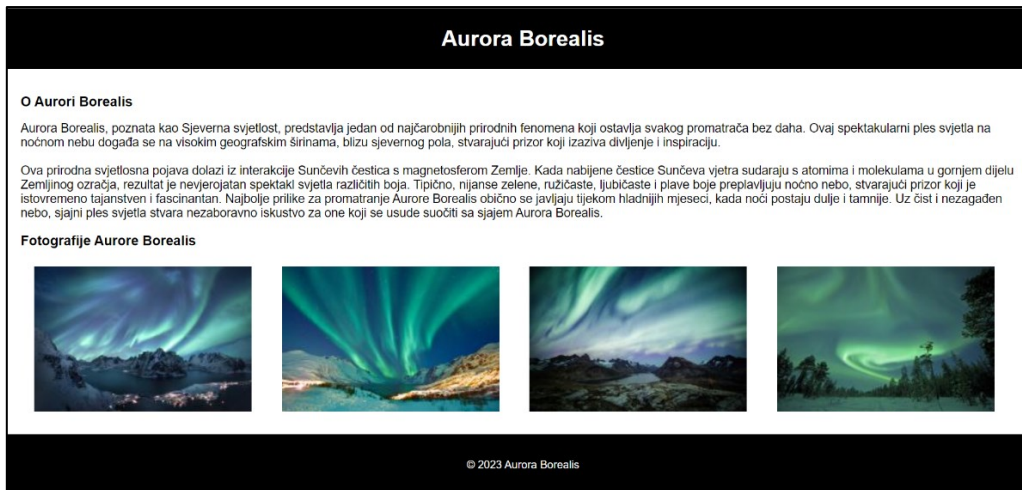 Aurora Borealis
O Aurori Borealis
Aurora Borealis, poznata kao Sjeverna svjetlost, predstavlja jedan od najčarobnijih prirodnih fenomena koji ostavlja svakog promatrača bez daha. Ovaj spektakularni ples svjetla na
noćnom nebu događa se na visokim geografskim širinama, blizu sjevernog pola, stvarajući prizor koji izaziva divljenje i inspiraciju.
Ova prirodna svjetlosna pojava dolazi iz interakcije Sunčevih čestica s magnetosferom Zemlje. Kada nabijene čestice Sunčeva vjetra sudaraju s atomima i molekulama u gornjem dijelu
Zemljinog ozračja, rezultat je nevjerojatan spektakl svjetla različitih boja. Tipično, nijanse zelene, ružičaste, ljubičaste i plave boje preplavljuju noćno nebo, stvarajući prizor koji je
istovremeno tajanstven i fascinantan. Najbolje prilike za promatranje Aurore Borealis obično se javljaju tijekom hladnijih mjeseci, kada noći postaju dulje i tamnije. Uz čist i nezagađen
nebo, sjajni ples svjetla stvara nezaboravno iskustvo za one koji se usude suočiti sa sjajem Aurora Borealis.
Fotografije Aurore Borealis
© 2023 Aurora Borealis